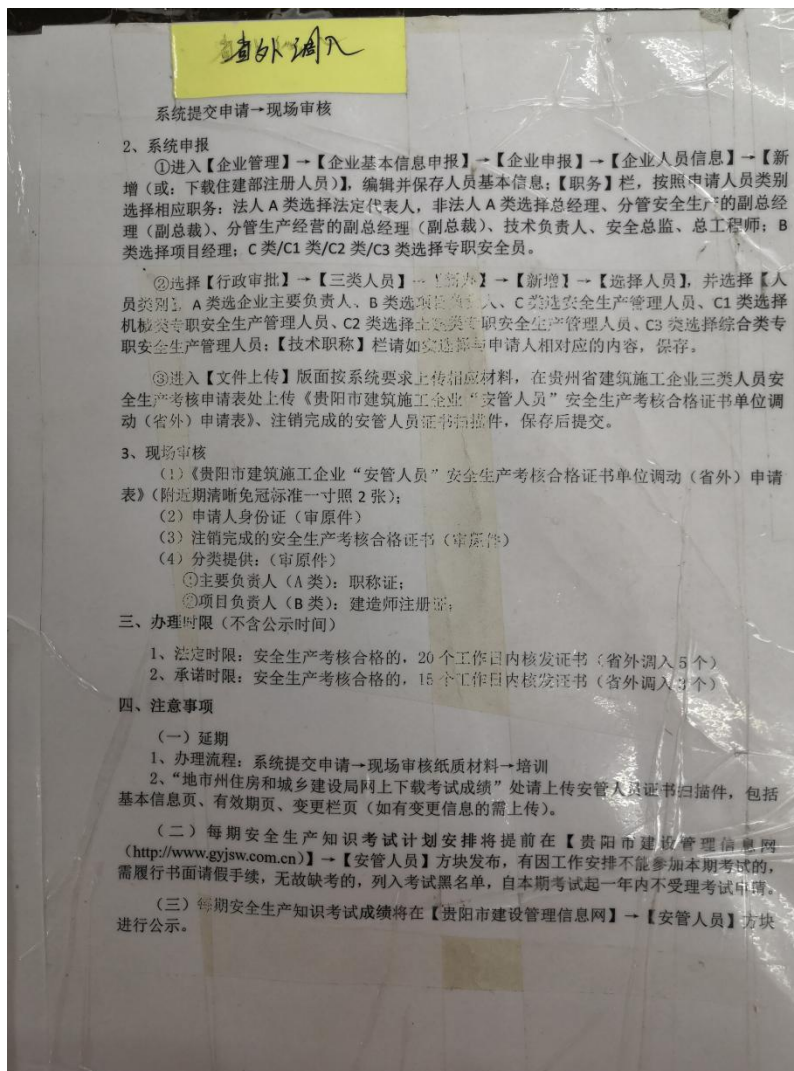 省外调入
系统提交申请→现场审核
2、系统申报
①进入【企业管理】→【企业基本信息申报】→【企业申报】→【企业人员信息】→【新
增（或：下载住建部注册人员）】，编辑并保存人员基本信息；【职务】栏，按照申请人员类别
选择相应职务：法人 A 类选择法定代表人，非法人 A 类选择总经理、分管安全生产的副总经
理（副总裁）、分管生产经营的副总经理（副总裁）、技术负责人、安全总监、总工程师；B
类选择项目经理；C 类/C1 类/C2 类/C3 类选择专职安全员。
②选择【行政审批】→【三类人员】→【新办】→【新增】→【选择人员】，并选择【人
员类别】，A 类选企业主要负责人、B 类选项目负责人、C 类选安全生产管理人员、C1 类选择
机械类专职安全生产管理人员、C2 类选择土建类专职安全生产管理人员、C3 类选择综合类专
职安全生产管理人员；【技术职称】栏请如实选择与申请人相对应的内容，保存。
③进入【文件上传】版面按系统要求上传相应材料，在贵州省建筑施工企业三类人员安
全生产考核申请表处上传《贵阳市建筑施工企业“安管人员”安全生产考核合格证书单位调
动（省外）申请表》、注销完成的安管人员证书扫描件，保存后提交。
3、现场审核
（1）《贵阳市建筑施工企业“安管人员”安全生产考核合格证书单位调动（省外）申请
表》（附近期清晰免冠标准一寸照 2 张）；
（2）申请人身份证（审原件）
（3）注销完成的安全生产考核合格证书（审原件）
（4）分类提供：（审原件）
①主要负责人（A 类）：职称证；
②项目负责人（B 类）：建造师注册证；
三、办理时限（不含公示时间）
1、法定时限：安全生产考核合格的，20 个工作日内核发证书（省外调入 5 个）
2、承诺时限：安全生产考核合格的，15 个工作日内核发证书（省外调入 3 个）
四、注意事项
（一）延期
1、办理流程：系统提交申请→现场审核纸质材料→培训
2、“地市州住房和城乡建设局网上下载考试成绩”处请上传安管人员证书扫描件，包括
基本信息页、有效期页、变更栏页（如有变更信息的需上传）。
（二）每期安全生产知识考试计划安排将提前在【贵阳市建设管理信息网
（http://www.gyjsw.com.cn）】→【安管人员】方块发布，有因工作安排不能参加本期考试的，
需履行书面请假手续，无故缺考的，列入考试黑名单，自本期考试起一年内不受理考试申请。
（三）每期安全生产知识考试成绩将在【贵阳市建设管理信息网】→【安管人员】方块
进行公示。